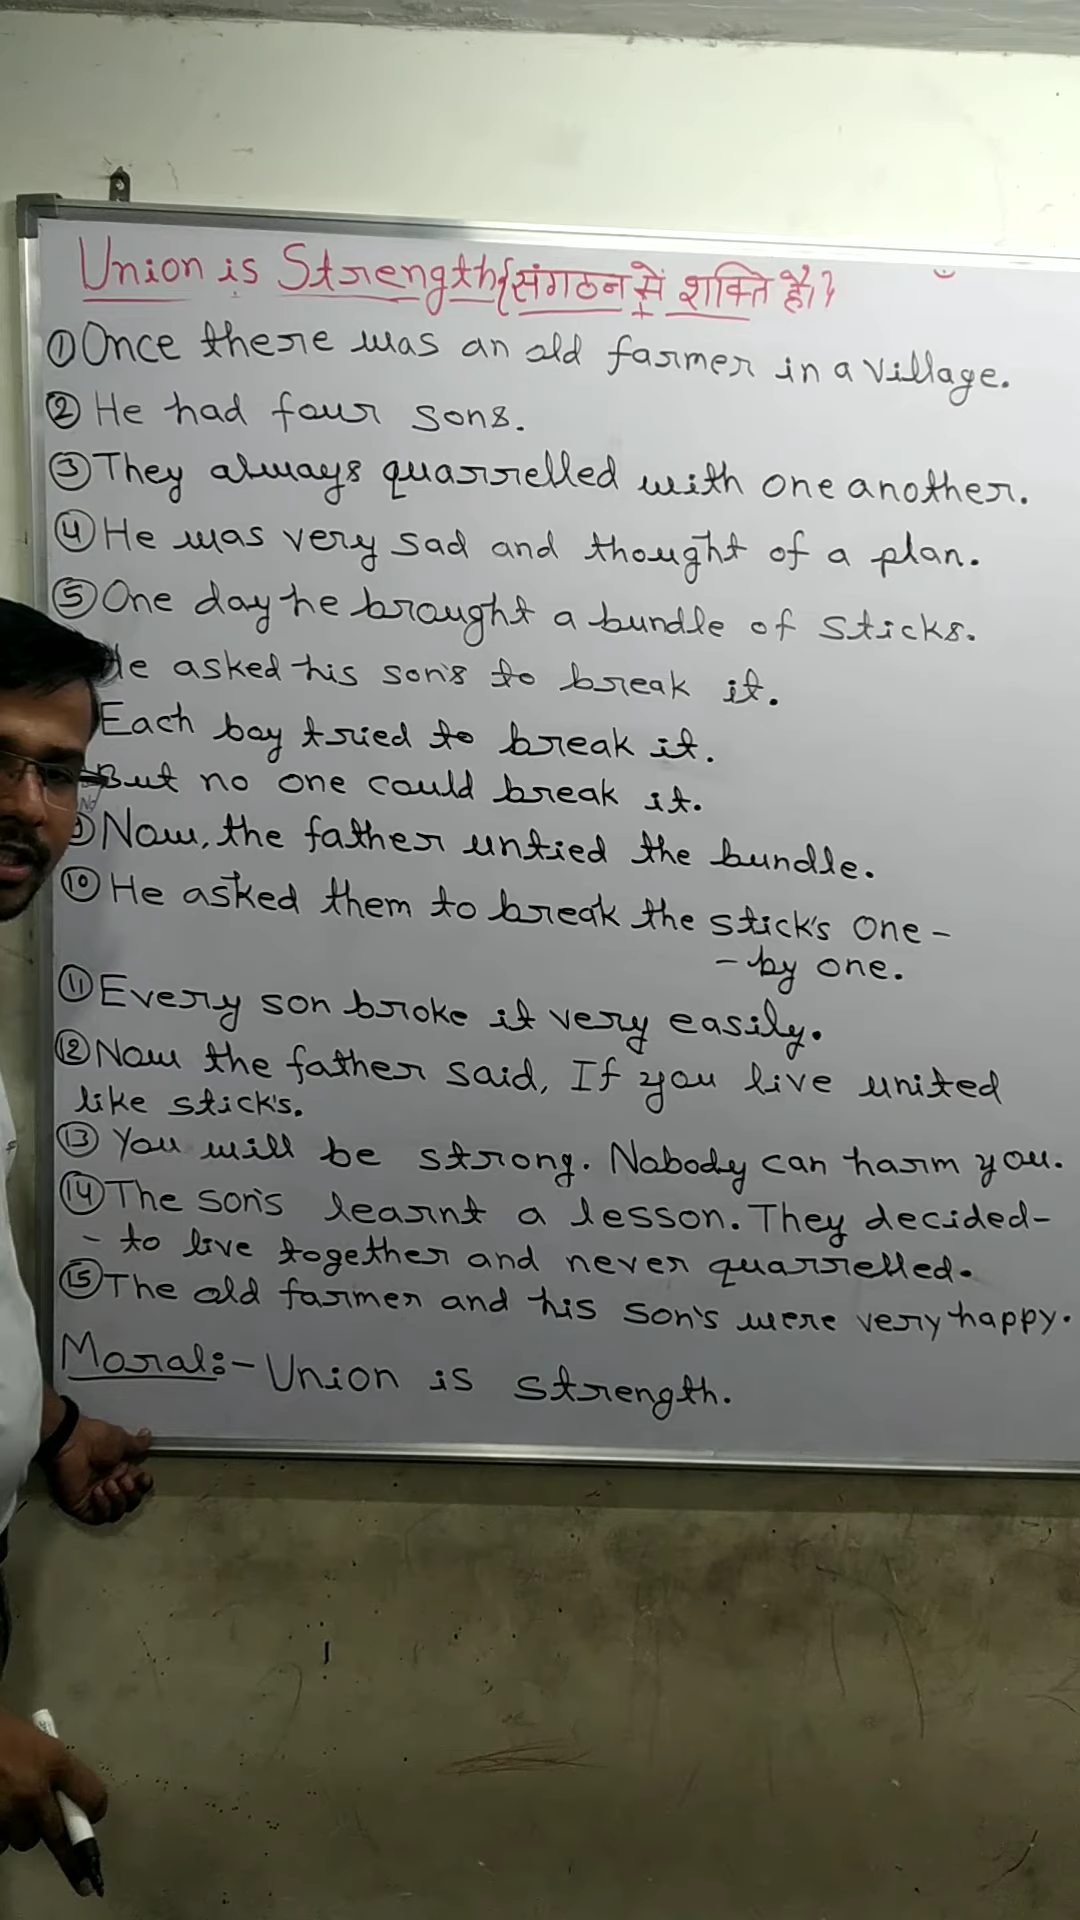 Union is Strength{संगठन में शक्ति है}
① Once there was an old farmer in a village.
② He had four sons.
③ They always quarrelled with one another.
④ He was very sad and thought of a plan.
⑤ One day he brought a bundle of sticks.
He asked his son's to break it.
Each boy tried to break it.
But no one could break it.
Now, the father untied the bundle.
⑩ He asked them to break the stick's one -
- by one.
⑪ Every son broke it very easily.
⑫ Now the father said, If you live united
like stick's.
⑬ You will be strong. Nobody can harm you.
⑭ The son's learnt a lesson. They decided-
- to live together and never quarrelled.
⑮ The old farmer and his son's were very happy.
Moral:- Union is strength.